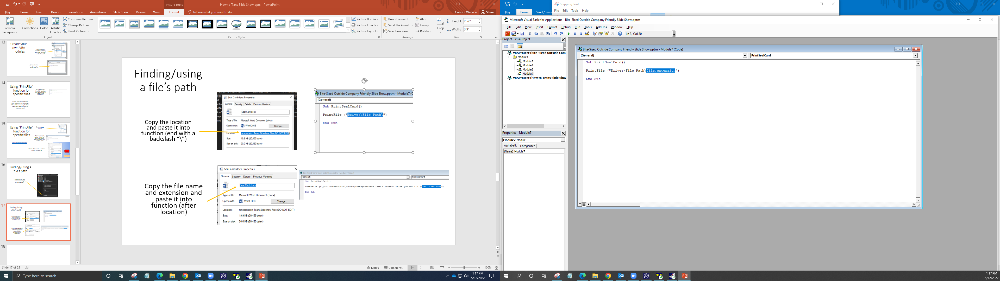 Picture Tools
How to Trans Slide Show.pptx - PowerPoint
File
Home
Insert
Design
Transitions
Animations
Slide Show
Review
View
Format
Tell me what you want to do...
Connor Wallace
Share
Remove Background
Corrections
Color
Artistic Effects
Compress Pictures
Change Picture
Reset Picture
Adjust
Picture Styles
Picture Border
Picture Effects
Picture Layout
Bring Forward
Send Backward
Selection Pane
Align
Group
Rotate
Arrange
Crop
Height: 2.52"
Width: 3.9"
Size
13
Create your
own VBA
modules
14
Using "PrintFile"
function for
specific files
15
Using "PrintFile"
function for
specific files
16
Finding/using a
file's path
17
Finding/using
a file's path
18
Finding/using
a file's path
Copy the location
and paste it into
function (end with a
backslash "\")
Seal Card.docx Properties
General Security Details Previous Versions
Seal Card.docx
Type of file: Microsoft Word Document (.docx)
Opens with: Word 2016 Change...
Location: ransportation Team Slideshow Files (DO NOT EDIT)
Size: 19.9 KB (20,455 bytes)
Size on disk: 20.0 KB (20,480 bytes)
Bite-Sized Outside Company Friendly Slide Show.pptm - Module7 (C
(General)
Sub PrintSealCard()
PrintFile ("Drive:\File Path\")
End Sub
Copy the file name
and extension and
paste it into
function (after
location)
Seal Card.docx Properties
General Security Details Previous Versions
Seal Card.docx
Type of file: Microsoft Word Document (.docx)
Opens with: Word 2016 Change...
Location: ransportation Team Slideshow Files (DO NOT EDIT)
Size: 19.9 KB (20,455 bytes)
Size on disk: 20.0 KB (20,480 bytes)
Bite-Sized Trans Team Slide Show.pptm - Module7 (Code)
(General) PrintSealCard
Sub PrintSealCard()
PrintFile ("\\US07016nt800fil\Public\Transportation Team Slideshow Files (DO NOT EDIT)\Seal Card.docx")
End Sub
Slide 17 of 25
Notes
Comments
100%
Type here to search
1:17 PM
5/12/2022
File
Home
Send / Rece
Snipping Tool
File Edit Tools Help
Microsoft Visual Basic for Applications - Bite-Sized Outside Company Friendly Slide Show.pptm
File Edit View Insert Format Debug Run Tools Add-Ins Window Help
Ln 3, Col 30
Project - VBAProject
VBAProject (Bite-Sized Outside Com
Modules
Module1
Module2
Module3
Module7
VBAProject (How to Trans Slide Show
Properties - Module7
Module7 Module
Alphabetic Categorized
(Name) Module7
Bite-Sized Outside Company Friendly Slide Show.pptm - Module7 (Code)
(General) PrintSealCard
Sub PrintSealCard()
PrintFile ("Drive:\File Path\file.extension")
End Sub
1:17 PM
5/12/2022